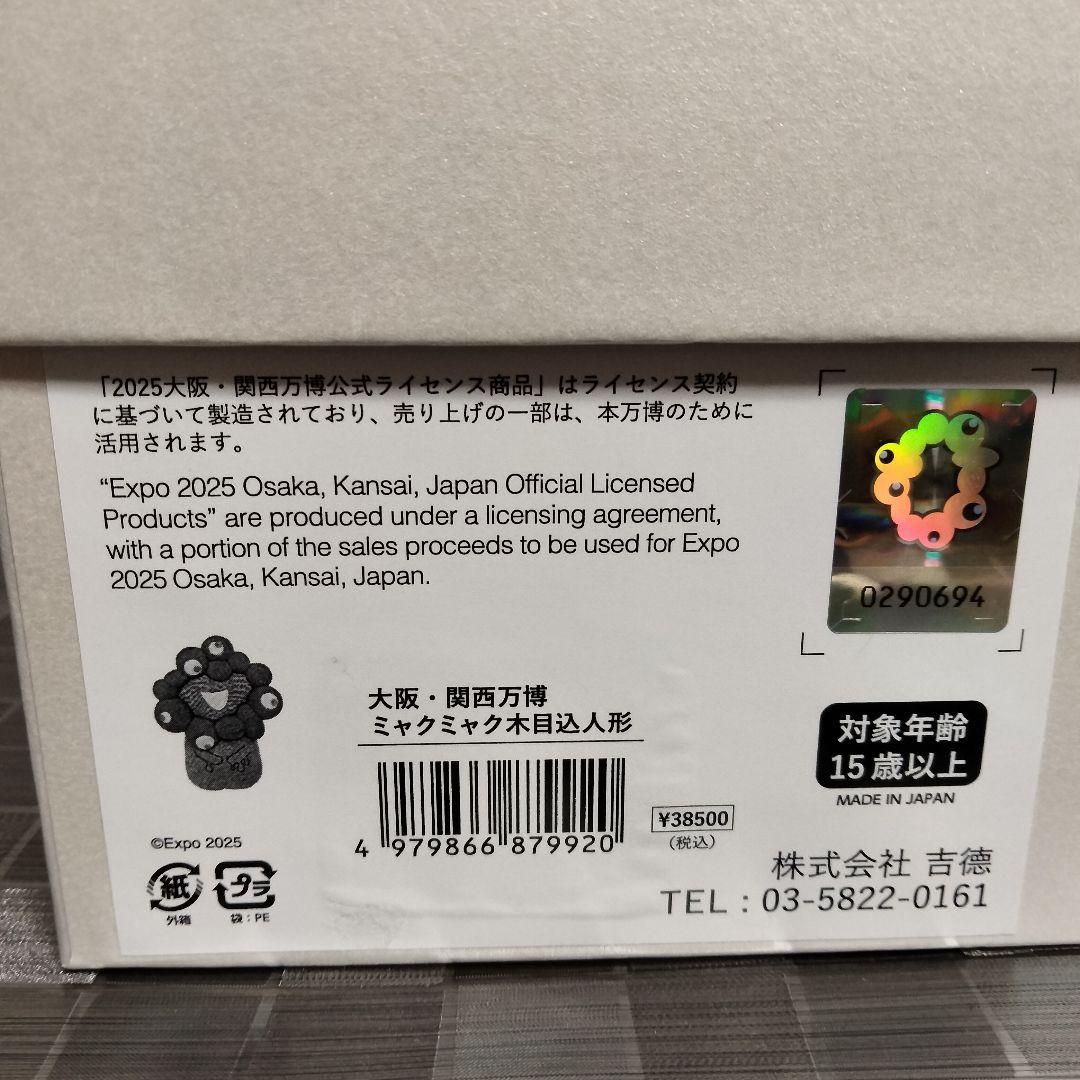 「2025大阪・関西万博公式ライセンス商品」はライセンス契約
に基づいて製造されており、売り上げの一部は、本万博のために
活用されます。
“Expo 2025 Osaka, Kansai, Japan Official Licensed
Products” are produced under a licensing agreement,
with a portion of the sales proceeds to be used for Expo
2025 Osaka, Kansai, Japan.
0290694
大阪・関西万博
ミャクミャク木目込人形
4 979866 879920
¥38500
(税込)
対象年齢
15歳以上
MADE IN JAPAN
©Expo 2025
紙
外箱
プラ
袋：PE
株式会社 吉德
TEL：03-5822-0161